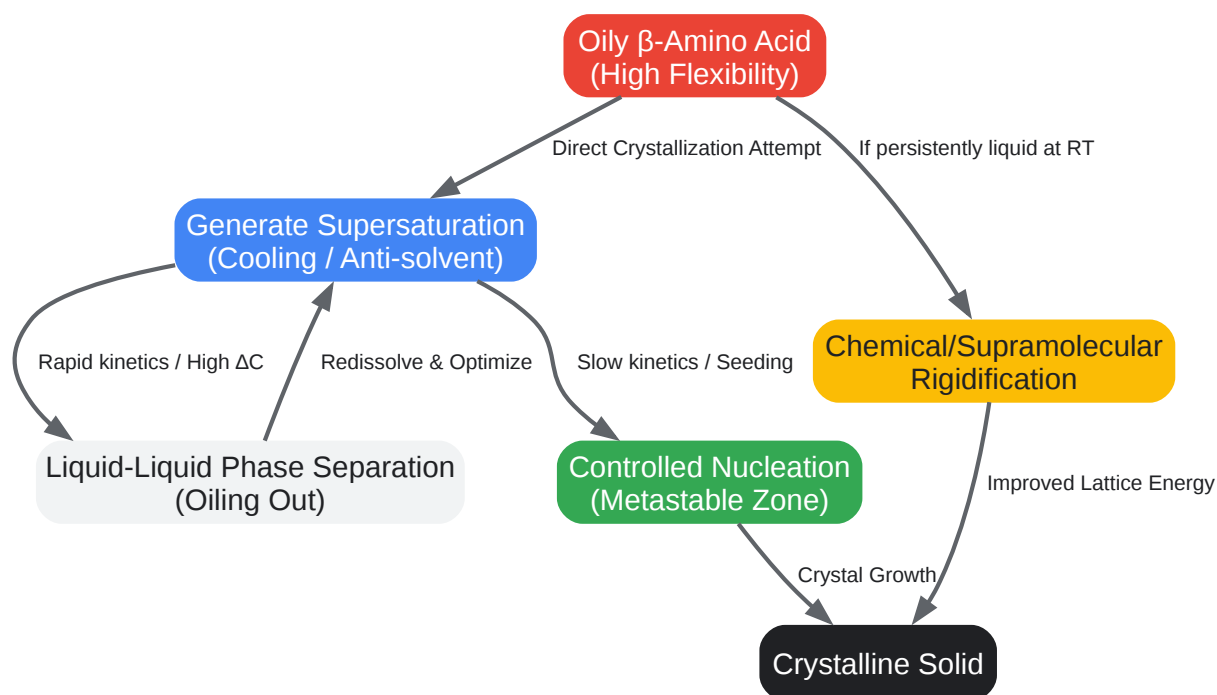 Oily β-Amino Acid
(High Flexibility)
Direct Crystallization Attempt
If persistently liquid at RT
Generate Supersaturation
(Cooling / Anti-solvent)
Chemical/Supramolecular
Rigidification
Rapid kinetics / High ΔC
Redissolve & Optimize
Slow kinetics / Seeding
Liquid-Liquid Phase Separation
(Oiling Out)
Controlled Nucleation
(Metastable Zone)
Improved Lattice Energy
Crystal Growth
Crystalline Solid